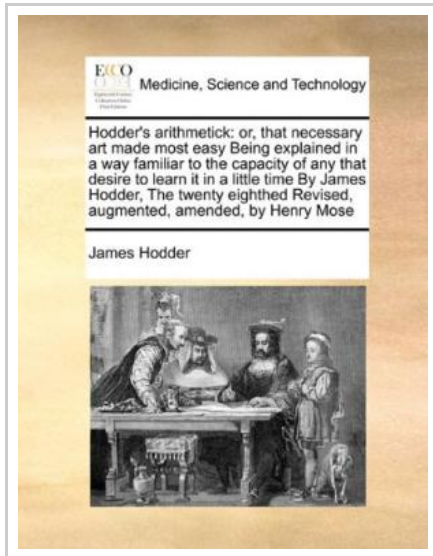 ECCO
Medicine, Science and Technology
Hodder's arithmetick: or, that necessary
art made most easy Being explained in
a way familiar to the capacity of any that
desire to learn it in a little time By James
Hodder, The twenty eighthed Revised,
augmented, amended, by Henry Mose
James Hodder